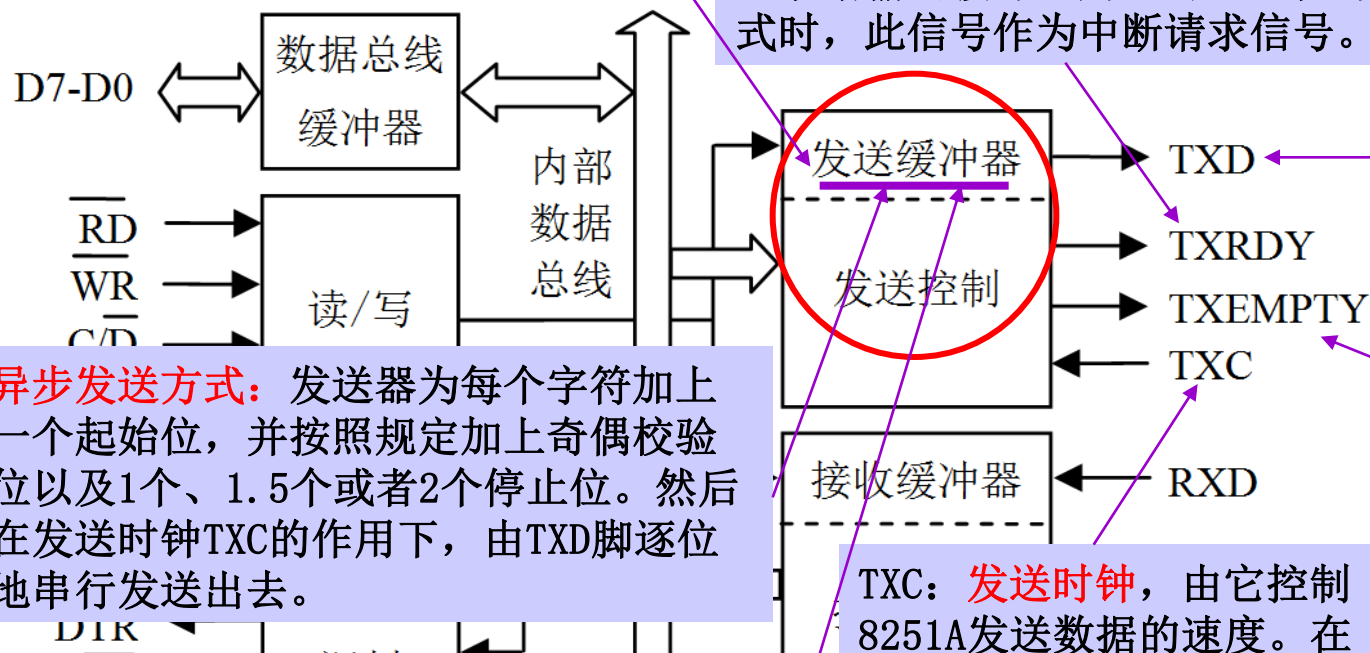 式时，此信号作为中断请求信号。
数据总线
缓冲器
D7-D0
内部
数据
总线
发送缓冲器
发送控制
TXD
TXRDY
TXEMPTY
TXC
RD
WR
C/D
读/写
异步发送方式：发送器为每个字符加上
一个起始位，并按照规定加上奇偶校验
位以及1个、1.5个或者2个停止位。然后
在发送时钟TXC的作用下，由TXD脚逐位
地串行发送出去。
接收缓冲器
RXD
TXC：发送时钟，由它控制
8251A发送数据的速度。在
DTR